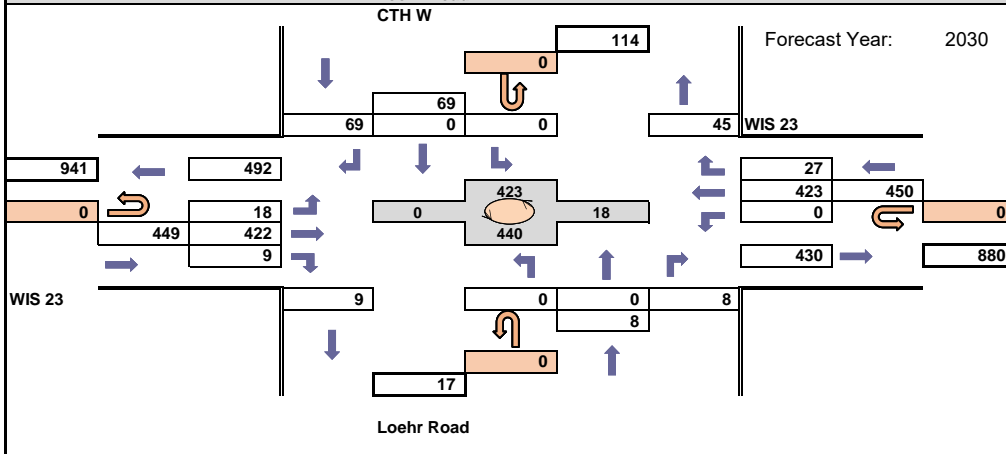 CTH W
114
Forecast Year: 2030
0
69
69 0 0 45 WIS 23
941 492 27
423
0 18 0 18 423 450 0
449 422 440 0
9 430 880
WIS 23 9 0 0 8
8
0
17
Loehr Road